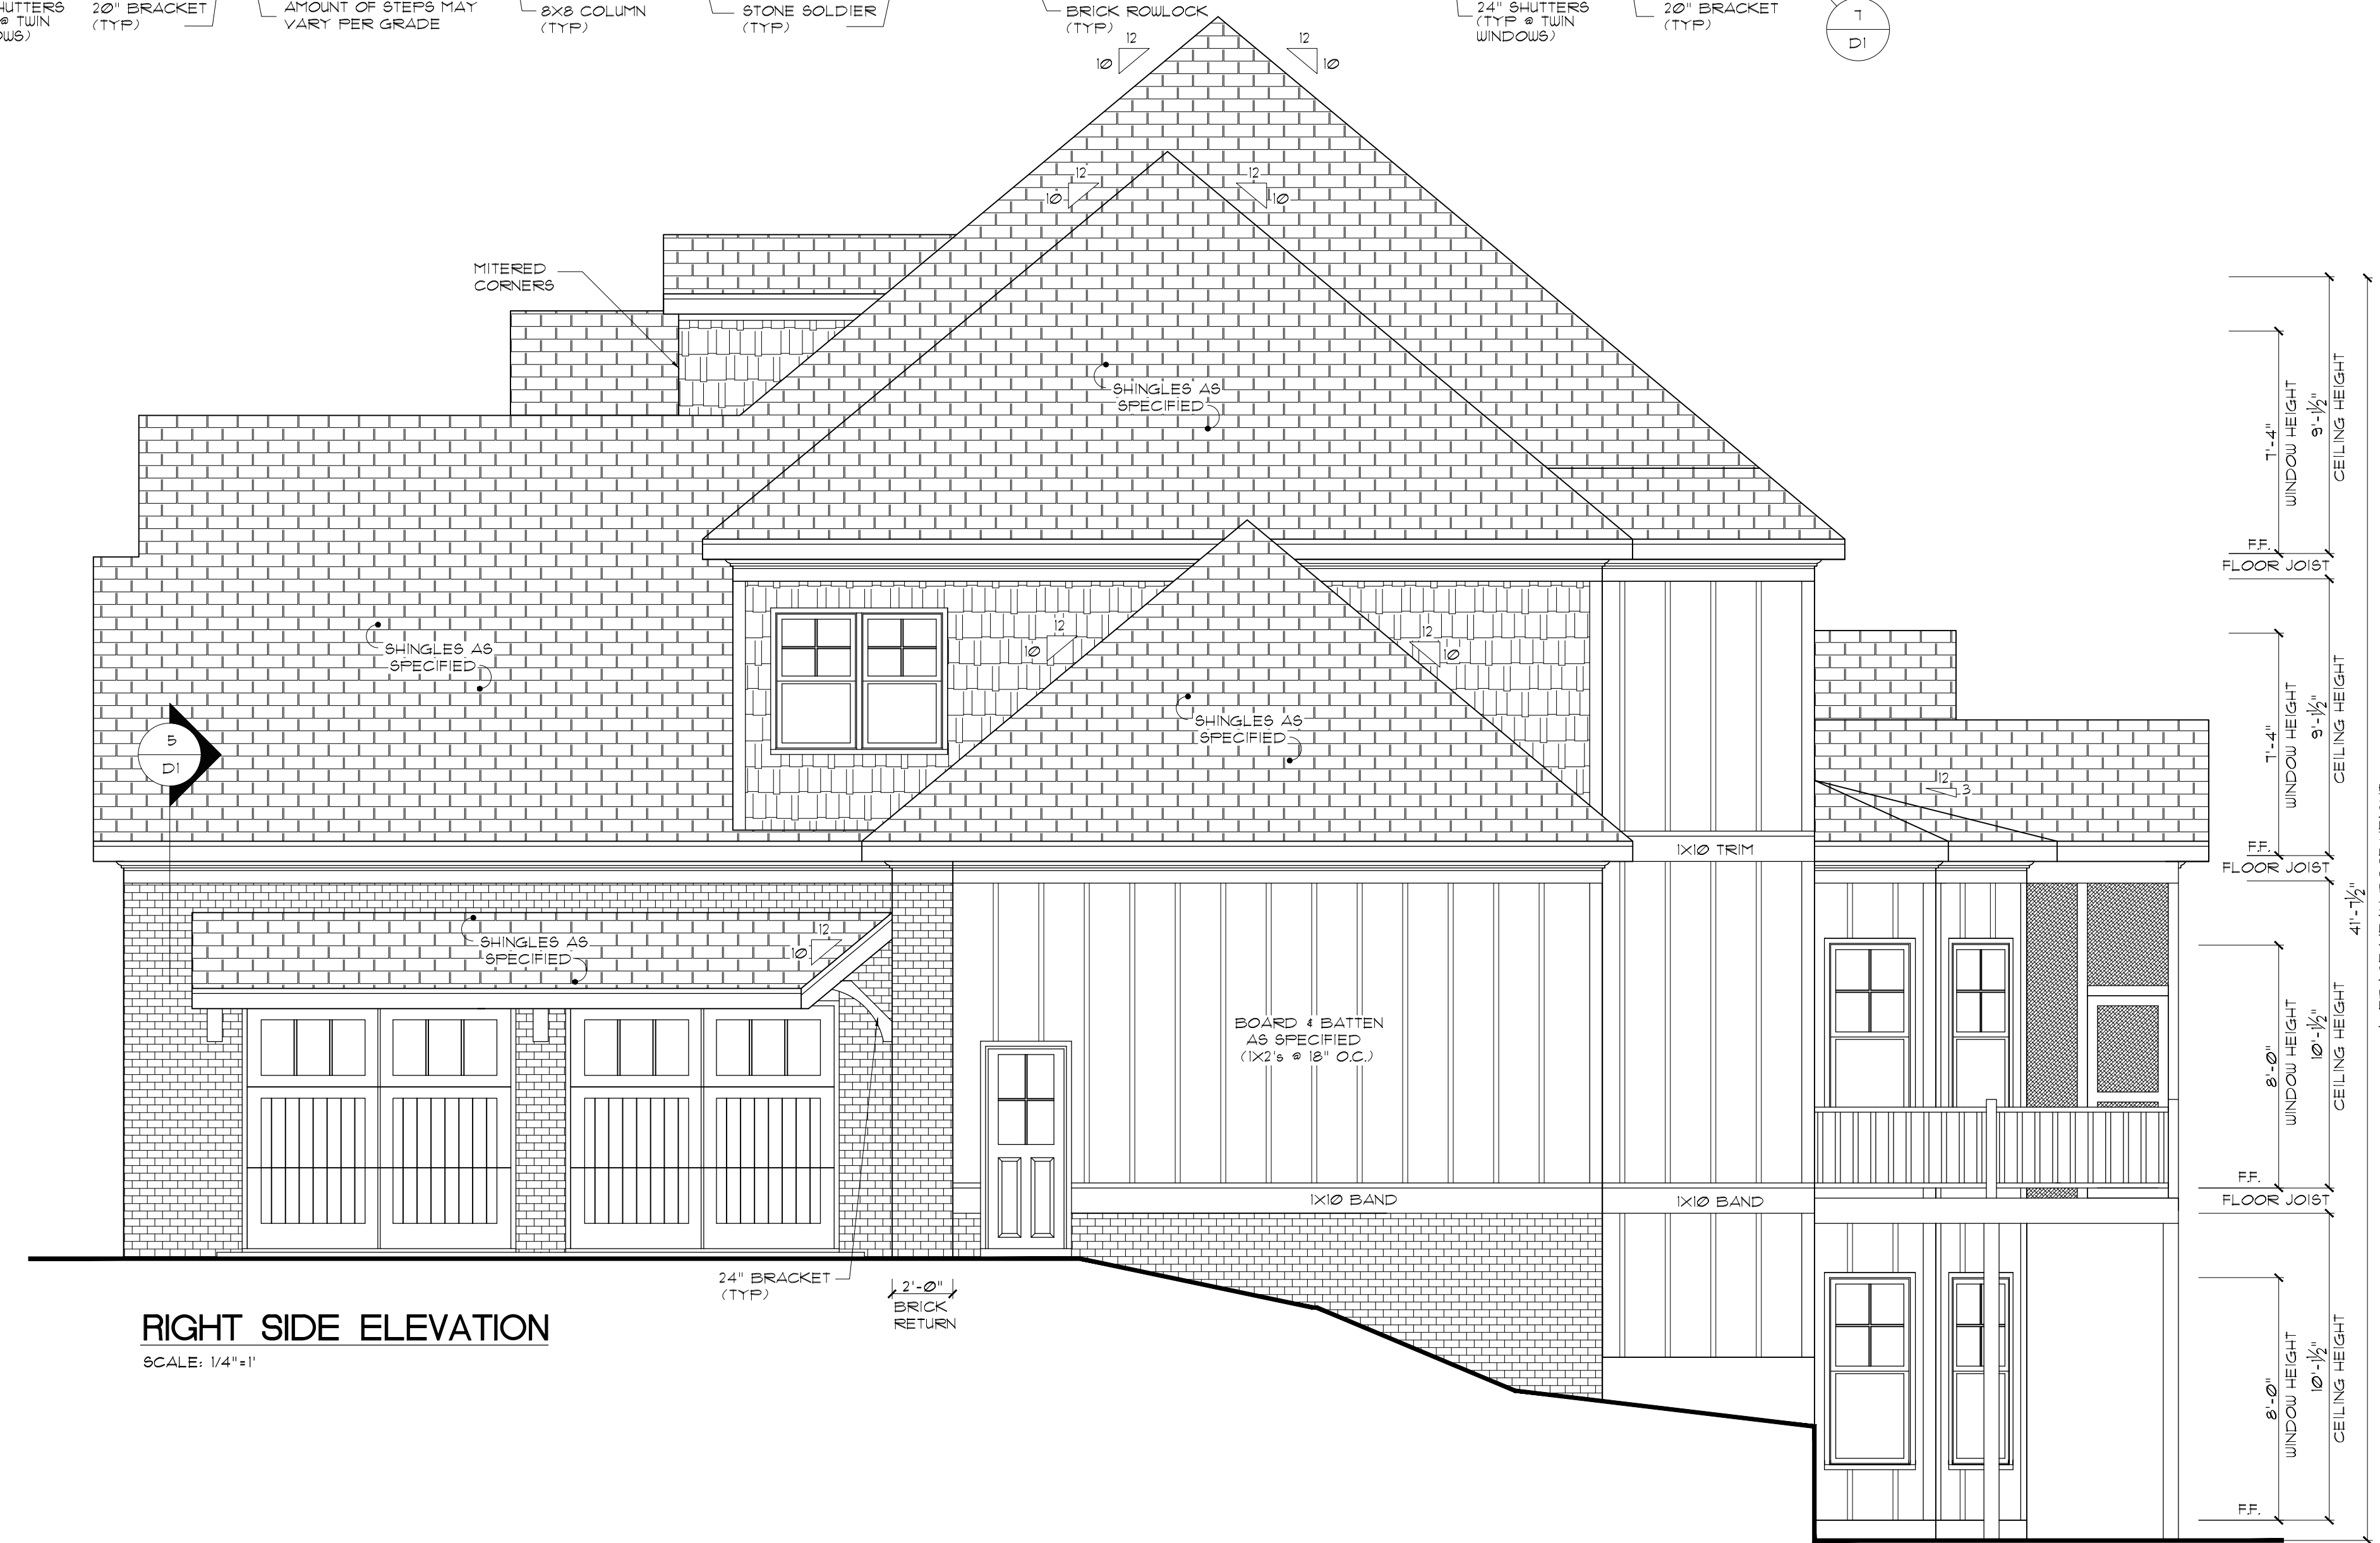 HUTTERS
@ TWIN
OWS)
20" BRACKET
(TYP)
AMOUNT OF STEPS MAY
VARY PER GRADE
8X8 COLUMN
(TYP)
STONE SOLDIER
(TYP)
BRICK ROWLOCK
(TYP)
24" SHUTTERS
(TYP @ TWIN
WINDOWS)
20" BRACKET
(TYP)
7
D1
12
10
12
10
12
10
12
10
MITERED
CORNERS
SHINGLES AS
SPECIFIED
SHINGLES AS
SPECIFIED
12
10
12
10
SHINGLES AS
SPECIFIED
5
D1
12
3
1X10 TRIM
SHINGLES AS
SPECIFIED
12
10
BOARD & BATTEN
AS SPECIFIED
(1X2's @ 18" O.C.)
1X10 BAND
1X10 BAND
24" BRACKET
(TYP)
2'-0"
BRICK
RETURN
RIGHT SIDE ELEVATION
SCALE: 1/4"=1'
7'-4"
WINDOW HEIGHT
9'-1½"
CEILING HEIGHT
F.F.
FLOOR JOIST
7'-4"
WINDOW HEIGHT
9'-1½"
CEILING HEIGHT
F.F.
FLOOR JOIST
41'-7½"
8'-0"
WINDOW HEIGHT
10'-1½"
CEILING HEIGHT
F.F.
FLOOR JOIST
8'-0"
WINDOW HEIGHT
10'-1½"
CEILING HEIGHT
F.F.